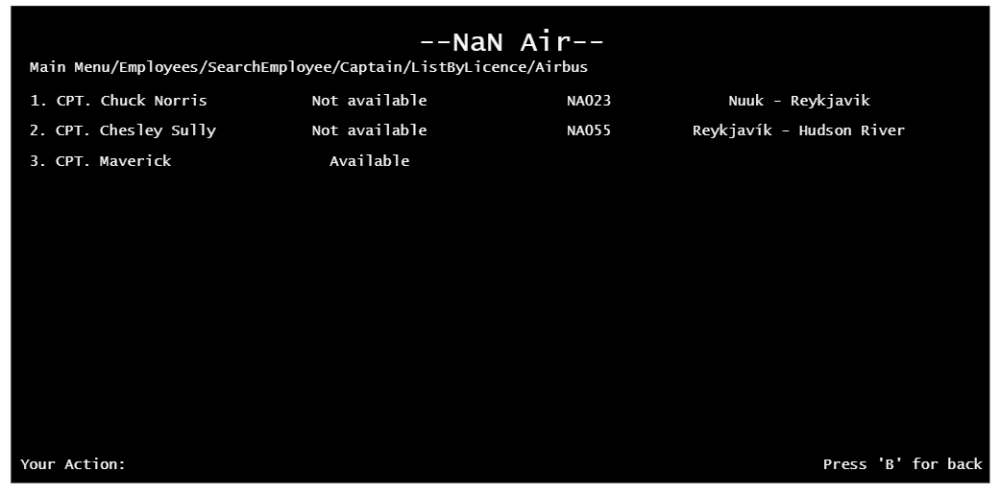 --NaN Air--
Main Menu/Employees/SearchEmployee/Captain/ListByLicence/Airbus
1. CPT. Chuck Norris Not available NA023 Nuuk - Reykjavik
2. CPT. Chesley Sully Not available NA055 Reykjavík - Hudson River
3. CPT. Maverick Available
Your Action: Press 'B' for back